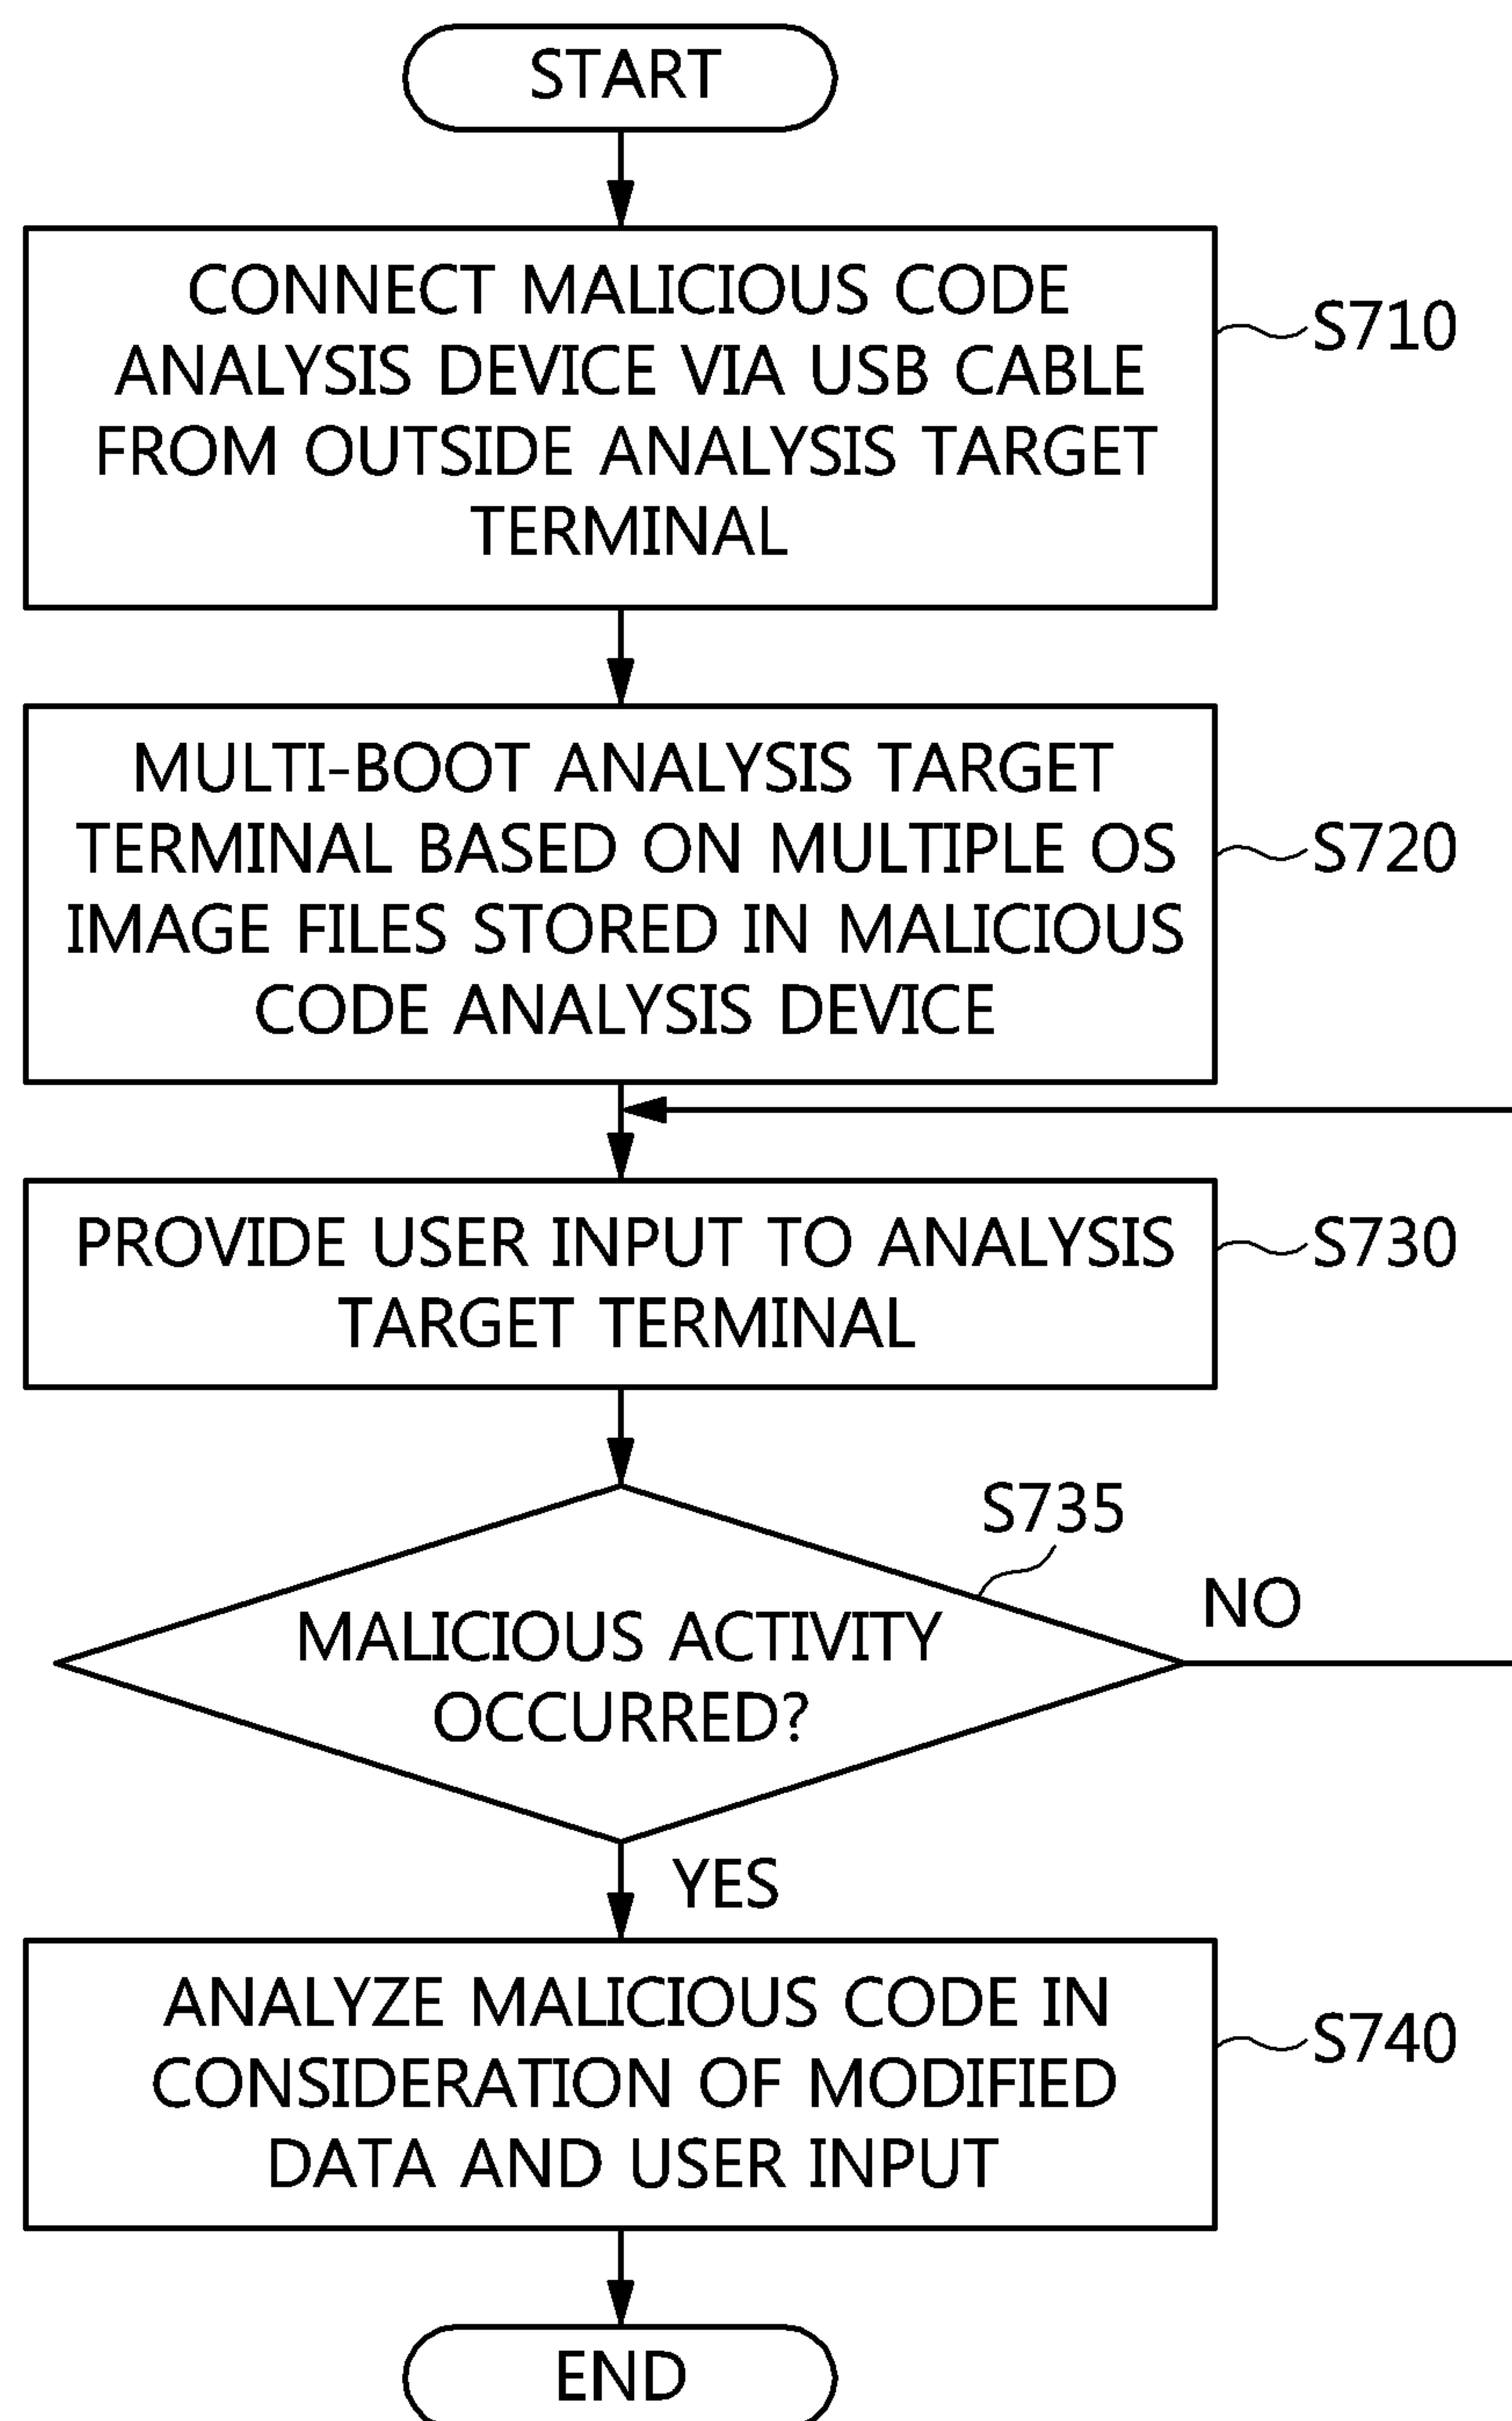 START
CONNECT MALICIOUS CODE
ANALYSIS DEVICE VIA USB CABLE
FROM OUTSIDE ANALYSIS TARGET
TERMINAL
S710
MULTI-BOOT ANALYSIS TARGET
TERMINAL BASED ON MULTIPLE OS
IMAGE FILES STORED IN MALICIOUS
CODE ANALYSIS DEVICE
S720
PROVIDE USER INPUT TO ANALYSIS
TARGET TERMINAL
S730
S735
MALICIOUS ACTIVITY
OCCURRED?
NO
YES
ANALYZE MALICIOUS CODE IN
CONSIDERATION OF MODIFIED
DATA AND USER INPUT
S740
END